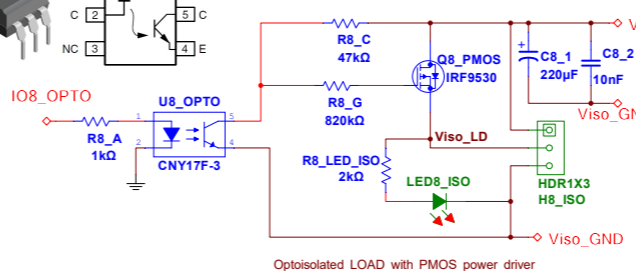 C 2 5 C
NC 3 4 E
IO8_OPTO
R8_A
1kΩ
U8_OPTO
1
2
5
4
CNY17F-3
R8_C
47kΩ
R8_G
820kΩ
Q8_PMOS
IRF9530
C8_1
220µF
C8_2
10nF
Viso_LD
R8_LED_ISO
2kΩ
LED8_ISO
HDR1X3
H8_ISO
Viso_GND
Optoisolated LOAD with PMOS power driver